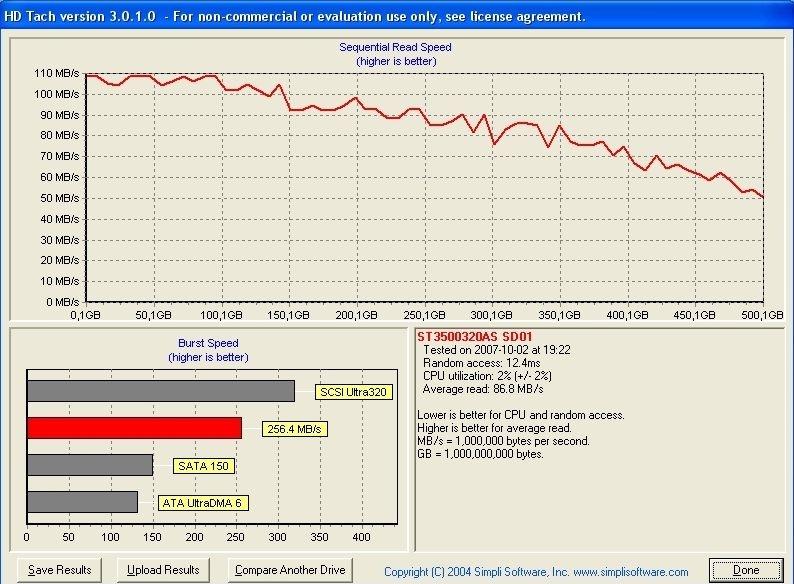 HD Tach version 3.0.1.0 - For non-commercial or evaluation use only, see license agreement.
Sequential Read Speed
(higher is better)
110 MB/s
100 MB/s
90 MB/s
80 MB/s
70 MB/s
60 MB/s
50 MB/s
40 MB/s
30 MB/s
20 MB/s
10 MB/s
0 MB/s
0,1GB 50,1GB 100,1GB 150,1GB 200,1GB 250,1GB 300,1GB 350,1GB 400,1GB 450,1GB 500,1GB
Burst Speed
(higher is better)
SCSI Ultra320
256.4 MB/s
SATA 150
ATA UltraDMA 6
0 50 100 150 200 250 300 350 400
ST3500320AS SD01
Tested on 2007-10-02 at 19:22
Random access: 12.4ms
CPU utilization: 2% (+/- 2%)
Average read: 86.8 MB/s
Lower is better for CPU and random access.
Higher is better for average read.
MB/s = 1,000,000 bytes per second.
GB = 1,000,000,000 bytes.
Save Results Upload Results Compare Another Drive Copyright (C) 2004 Simpli Software, Inc. www.simplisoftware.com Done